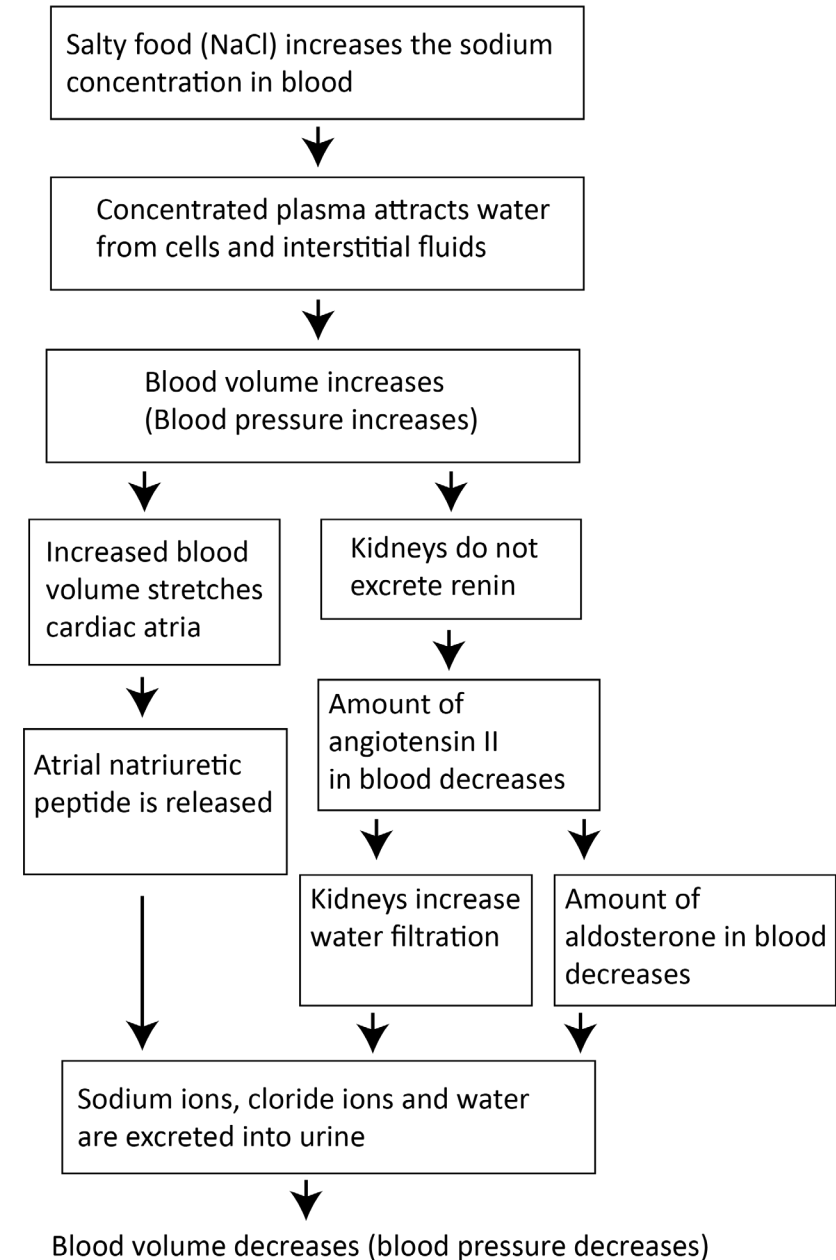 Salty food (NaCl) increases the sodium
concentration in blood
Concentrated plasma attracts water
from cells and interstitial fluids
Blood volume increases
(Blood pressure increases)
Increased blood
volume stretches
cardiac atria
Kidneys do not
excrete renin
Atrial natriuretic
peptide is released
Amount of
angiotensin II
in blood decreases
Kidneys increase
water filtration
Amount of
aldosterone in blood
decreases
Sodium ions, cloride ions and water
are excreted into urine
Blood volume decreases (blood pressure decreases)